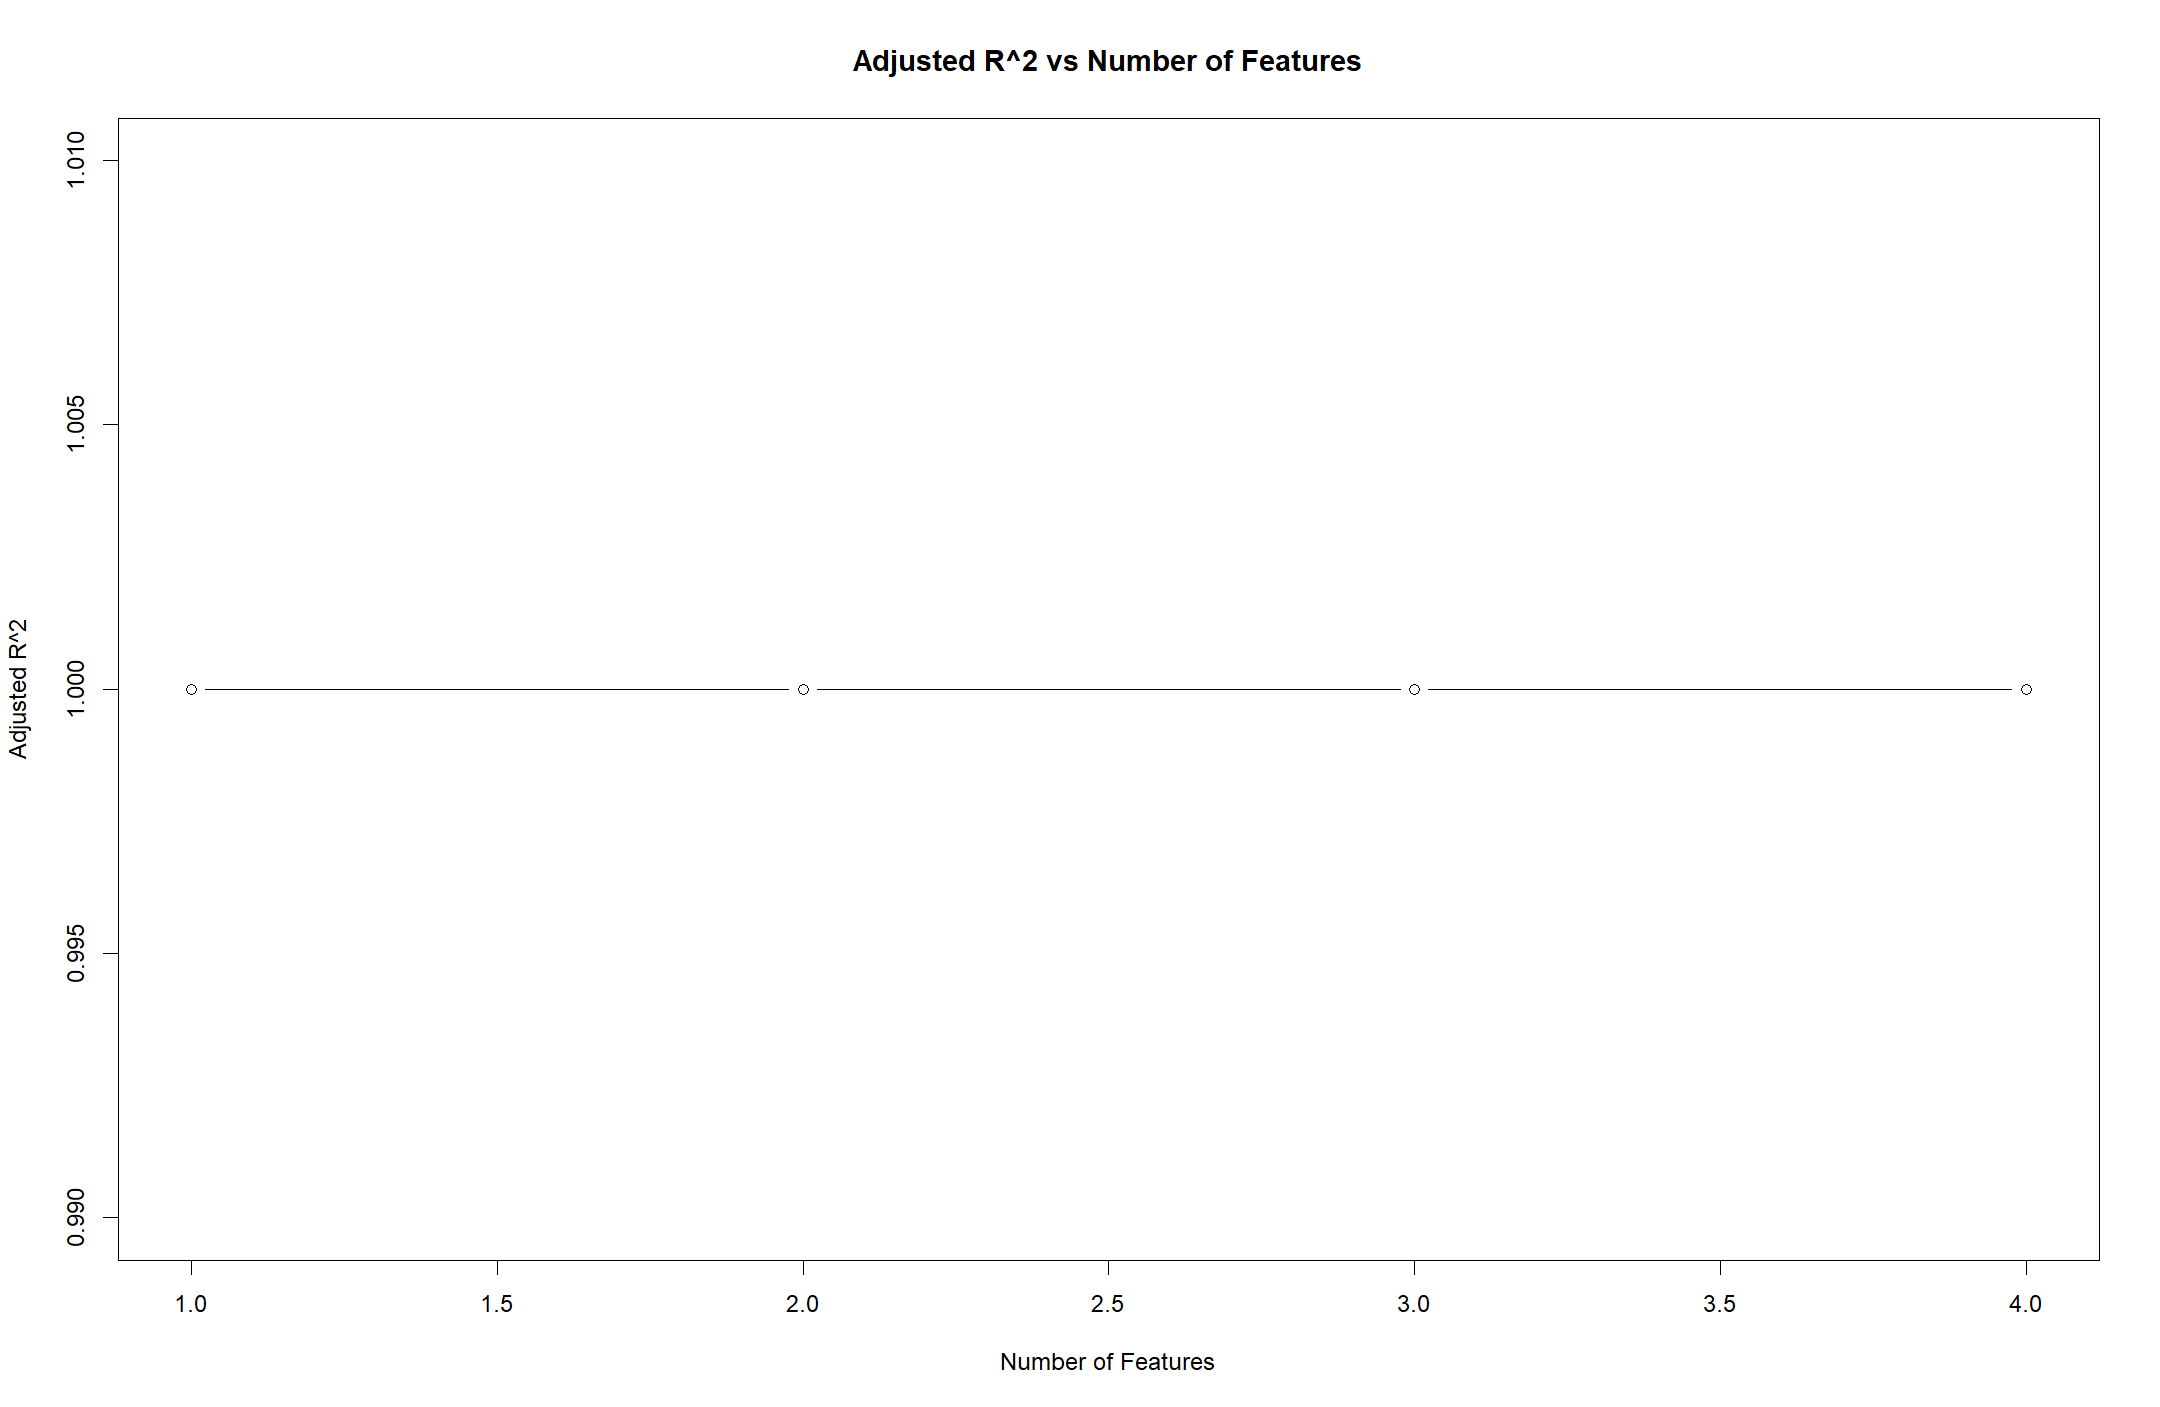 Adjusted R^2 vs Number of Features
Adjusted R^2
1.010
1.005
1.000
0.995
0.990
1.0 1.5 2.0 2.5 3.0 3.5 4.0
Number of Features